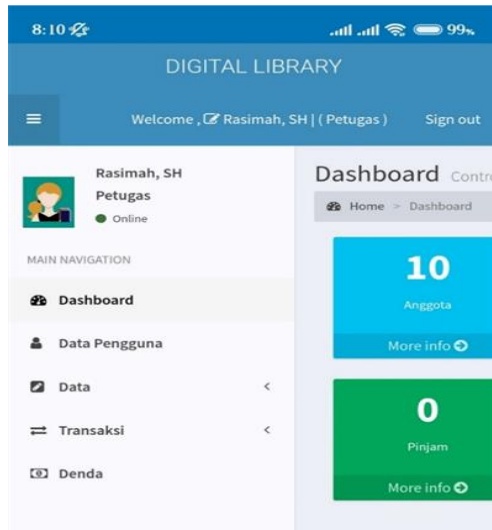 8:10
99%
DIGITAL LIBRARY
Welcome , Rasimah, SH | ( Petugas ) Sign out
Rasimah, SH
Petugas
Online
MAIN NAVIGATION
Dashboard
Data Pengguna
Data
Transaksi
Denda
Dashboard Contr
Home > Dashboard
10
Anggota
More info
0
Pinjam
More info